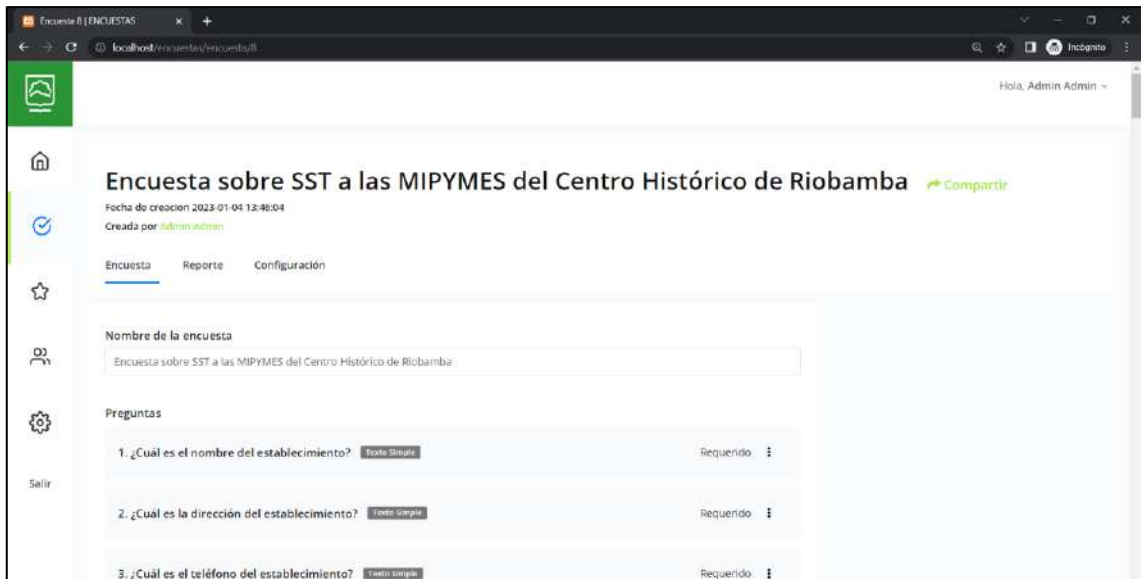 Encuesta 8 | ENCUESTAS
localhost/encuestas/encuesta/8
Incógnito
Hola, Admin Admin
Encuesta sobre SST a las MIPYMES del Centro Histórico de Riobamba Compartir
Fecha de creacion 2023-01-04 13:46:04
Creada por Admin Admin
Encuesta Reporte Configuración
Nombre de la encuesta
Encuesta sobre SST a las MIPYMES del Centro Histórico de Riobamba
Preguntas
1. ¿Cuál es el nombre del establecimiento? Texto Simple Requerido
2. ¿Cuál es la dirección del establecimiento? Texto Simple Requerido
Salir
3. ¿Cuál es el teléfono del establecimiento? Texto Simple Requerido